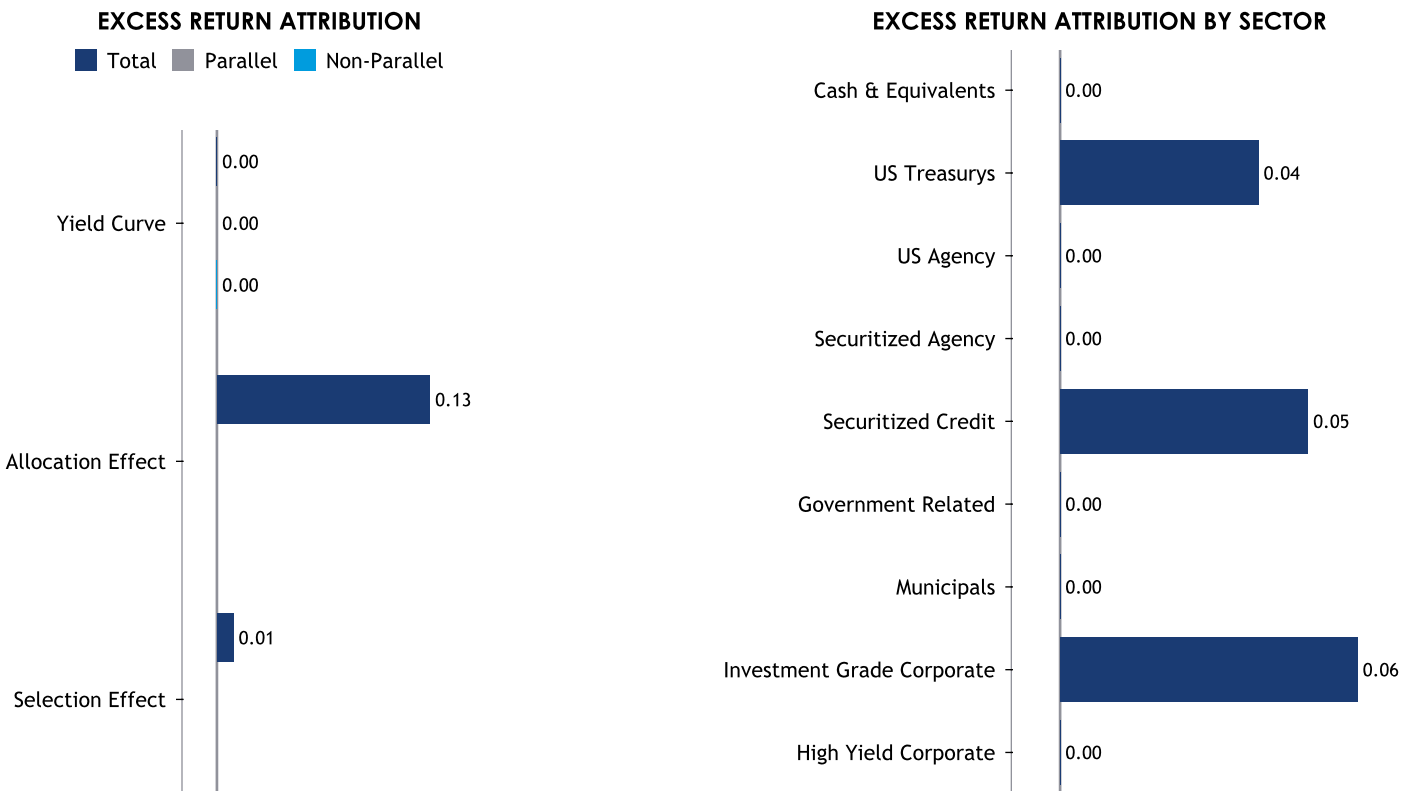 EXCESS RETURN ATTRIBUTION
Total Parallel Non-Parallel
0.00
Yield Curve 0.00
0.00
0.13
Allocation Effect
0.01
Selection Effect
EXCESS RETURN ATTRIBUTION BY SECTOR
Cash & Equivalents 0.00
US Treasurys 0.04
US Agency 0.00
Securitized Agency 0.00
Securitized Credit 0.05
Government Related 0.00
Municipals 0.00
Investment Grade Corporate 0.06
High Yield Corporate 0.00